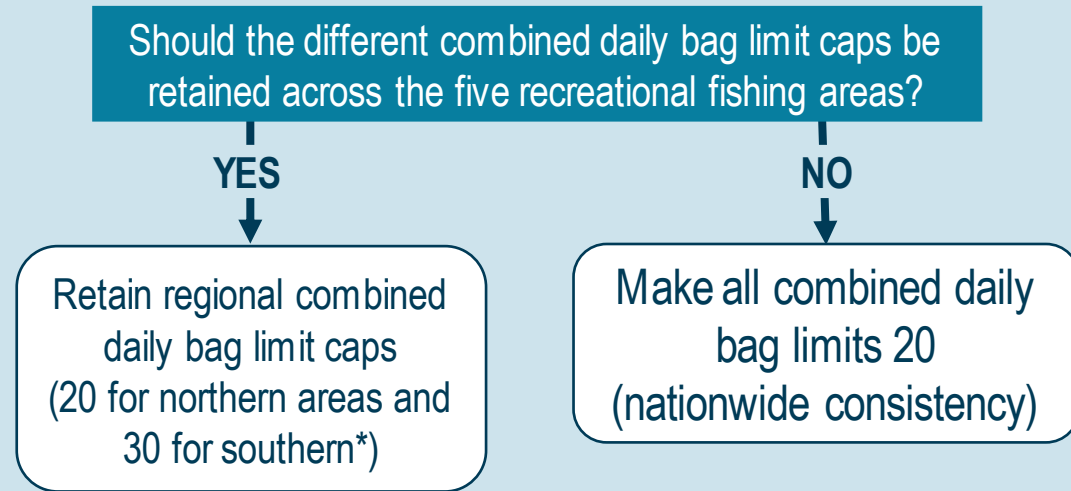 Should the different combined daily bag limit caps be
retained across the five recreational fishing areas?
YES
NO
Retain regional combined
daily bag limit caps
(20 for northern areas and
30 for southern*)
Make all combined daily
bag limits 20
(nationwide consistency)